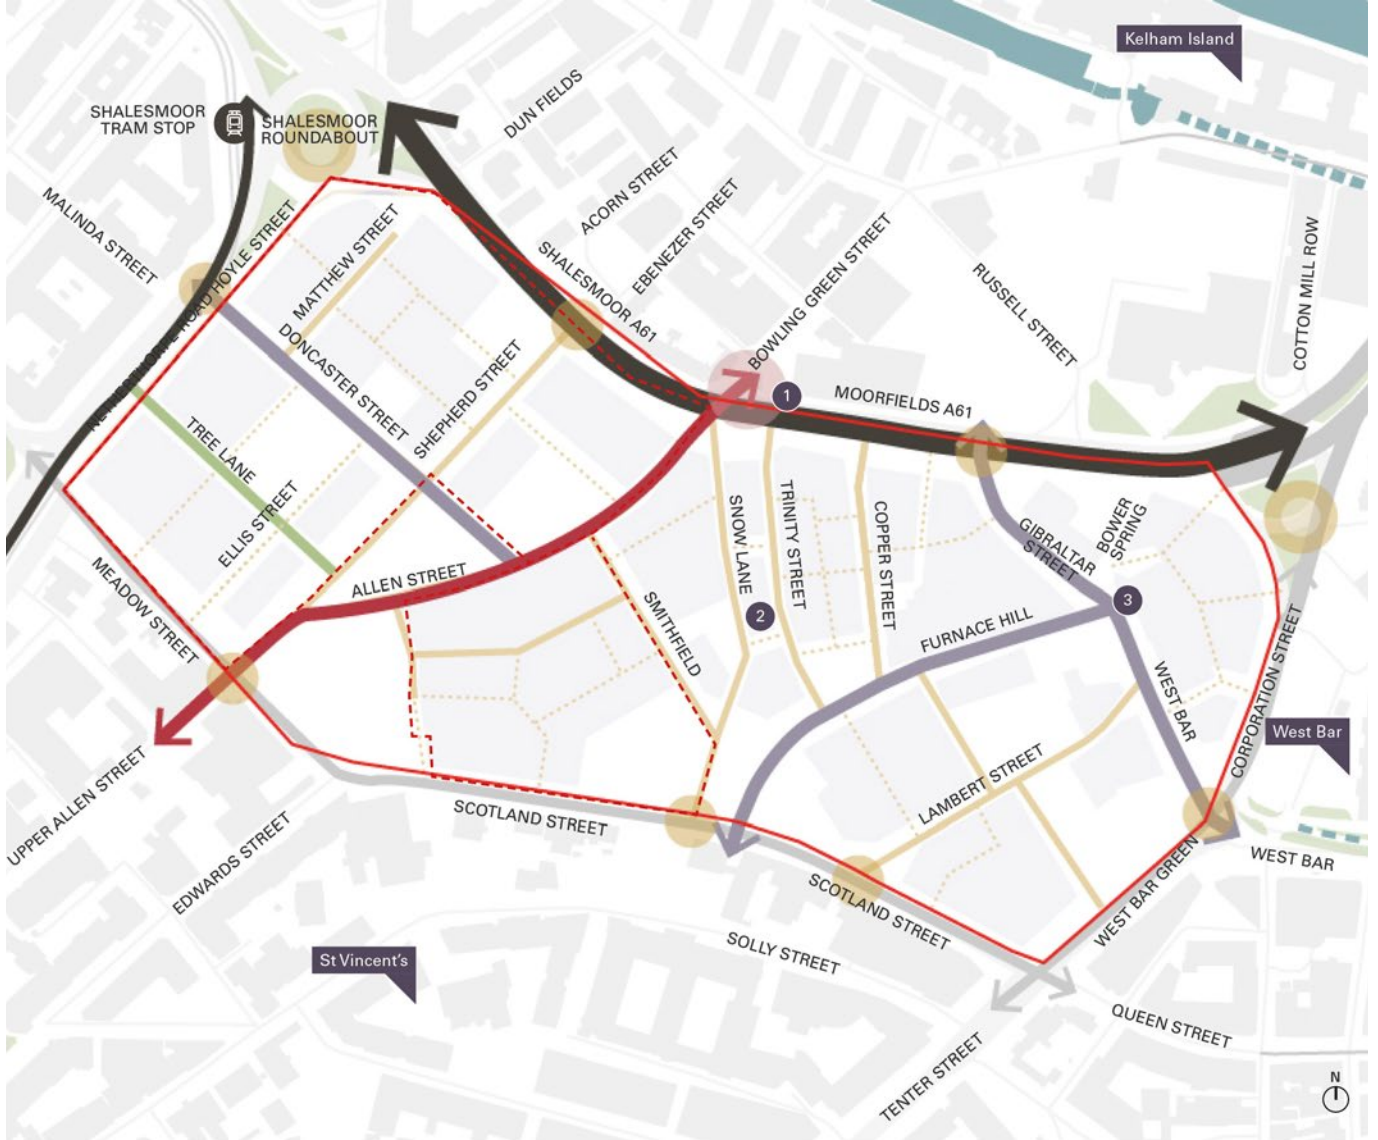 Kelham Island
SHALESMOOR
TRAM STOP
SHALESMOOR
ROUNDABOUT
DUN FIELDS
MALINDA STREET
ACORN STREET
EBENEZER STREET
SHALESMOOR A61
BOWLING GREEN STREET
RUSSELL STREET
COTTON MILL ROW
HOYLE STREET
MATTHEW STREET
DONCASTER STREET
SHEPHERD STREET
1
MOORFIELDS A61
TREE LANE
ELLIS STREET
SNOW LANE
TRINITY STREET
COPPER STREET
BOWER
SPRING
GIBRALTAR
STREET
MEADOW STREET
ALLEN STREET
SMITHFIELD
2
3
FURNACE HILL
WEST BAR
CORPORATION STREET
West Bar
UPPER ALLEN STREET
EDWARDS STREET
SCOTLAND STREET
LAMBERT STREET
SCOTLAND STREET
WEST BAR GREEN
WEST BAR
SOLLY STREET
St Vincent's
TENTER STREET
QUEEN STREET
N